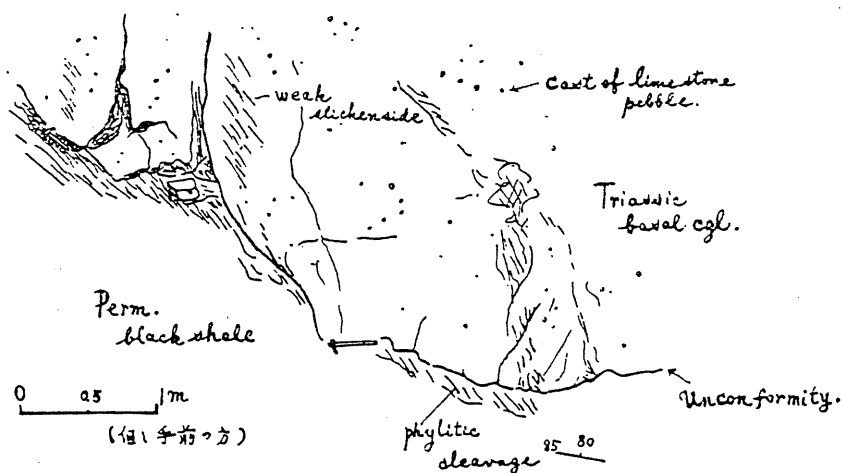 weak
slickenside
cast of limestone
pebble.
Triassic
basal cgl.
Perm.
black shale
0 0.5 1m
(但し手前の方)
phylitic
cleavage
85 80
Unconformity.